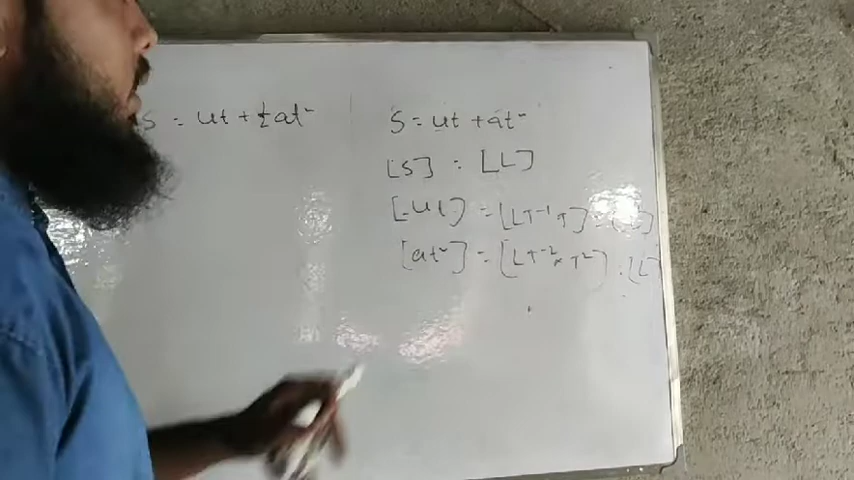 S = ut + ½at²
S = ut + at²
[S] = [L]
[ut] = [LT⁻¹T] = [L]
[at²] = [LT⁻² × T²] = [L]